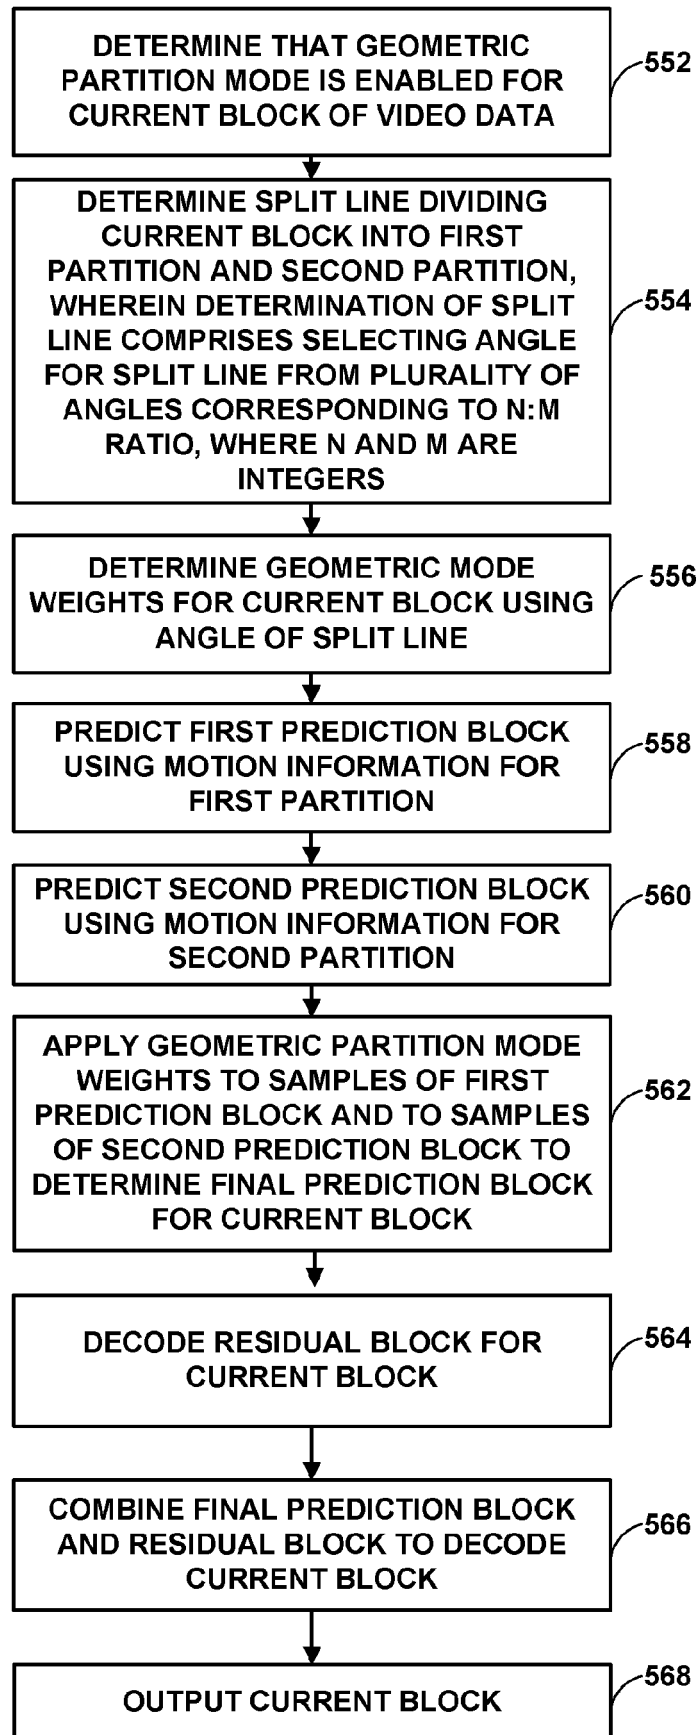 DETERMINE THAT GEOMETRIC
PARTITION MODE IS ENABLED FOR
CURRENT BLOCK OF VIDEO DATA
552
DETERMINE SPLIT LINE DIVIDING
CURRENT BLOCK INTO FIRST
PARTITION AND SECOND PARTITION,
WHEREIN DETERMINATION OF SPLIT
LINE COMPRISES SELECTING ANGLE
FOR SPLIT LINE FROM PLURALITY OF
ANGLES CORRESPONDING TO N:M
RATIO, WHERE N AND M ARE
INTEGERS
554
DETERMINE GEOMETRIC MODE
WEIGHTS FOR CURRENT BLOCK USING
ANGLE OF SPLIT LINE
556
PREDICT FIRST PREDICTION BLOCK
USING MOTION INFORMATION FOR
FIRST PARTITION
558
PREDICT SECOND PREDICTION BLOCK
USING MOTION INFORMATION FOR
SECOND PARTITION
560
APPLY GEOMETRIC PARTITION MODE
WEIGHTS TO SAMPLES OF FIRST
PREDICTION BLOCK AND TO SAMPLES
OF SECOND PREDICTION BLOCK TO
DETERMINE FINAL PREDICTION BLOCK
FOR CURRENT BLOCK
562
DECODE RESIDUAL BLOCK FOR
CURRENT BLOCK
564
COMBINE FINAL PREDICTION BLOCK
AND RESIDUAL BLOCK TO DECODE
CURRENT BLOCK
566
OUTPUT CURRENT BLOCK
568